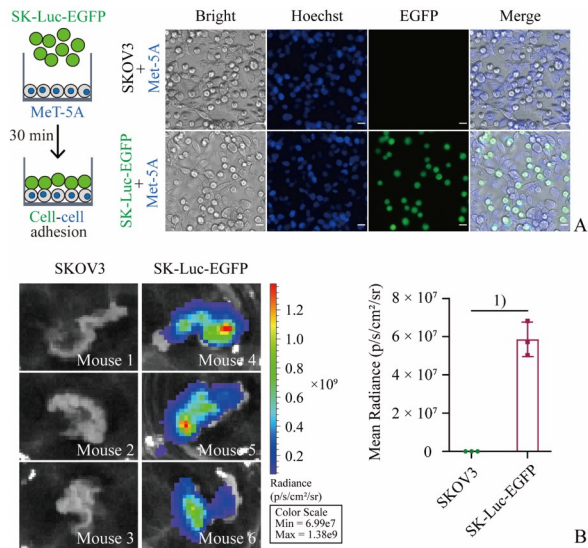 SK-Luc-EGFP
MeT-5A
30 min
Cell-cell
adhesion
Bright Hoechst EGFP Merge
SKOV3
+
Met-5A
SK-Luc-EGFP
+
Met-5A
A
SKOV3 SK-Luc-EGFP
Mouse 1 Mouse 4
Mouse 2 Mouse 5
Mouse 3 Mouse 6
1.2
1.0
0.8
0.6
0.4
0.2
×10⁹
Radiance
(p/s/cm²/sr)
Color Scale
Min = 6.99e7
Max = 1.38e9
Mean Radiance (p/s/cm²/sr)
8 × 10⁷
6 × 10⁷
4 × 10⁷
2 × 10⁷
0
1)
SKOV3
SK-Luc-EGFP
B